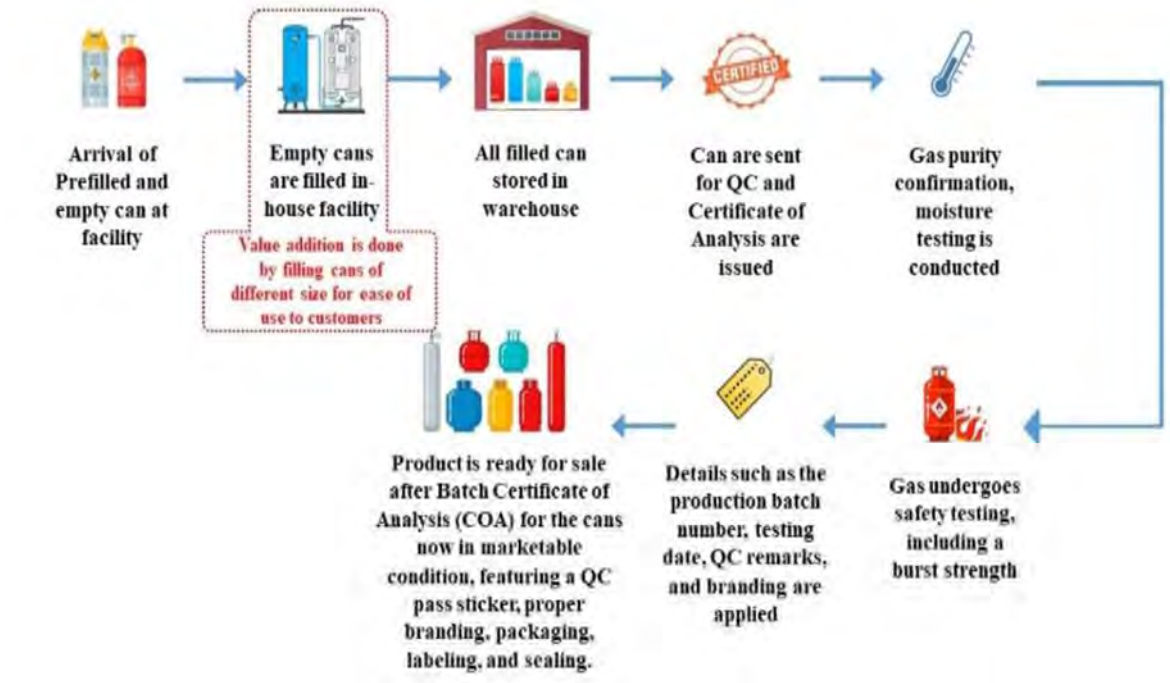 Arrival of
Prefilled and
empty can at
facility
Empty cans
are filled in-
house facility
Value addition is done
by filling cans of
different size for ease of
use to customers
All filled can
stored in
warehouse
CERTIFIED
Can are sent
for QC and
Certificate of
Analysis are
issued
Gas purity
confirmation,
moisture
testing is
conducted
Gas undergoes
safety testing,
including a
burst strength
Details such as the
production batch
number, testing
date, QC remarks,
and branding are
applied
Product is ready for sale
after Batch Certificate of
Analysis (COA) for the cans
now in marketable
condition, featuring a QC
pass sticker, proper
branding, packaging,
labeling, and sealing.